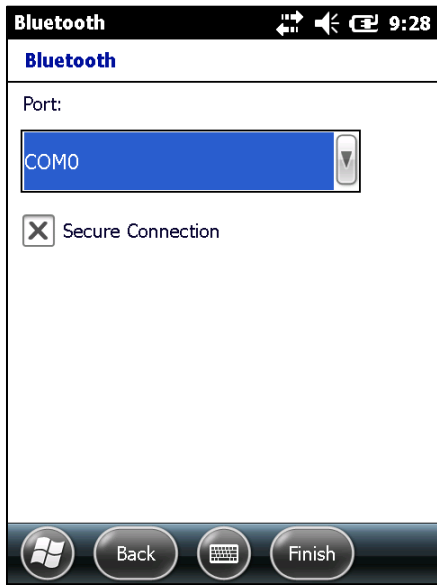 Bluetooth 9:28
Bluetooth
Port:
COM0
Secure Connection
Back Finish